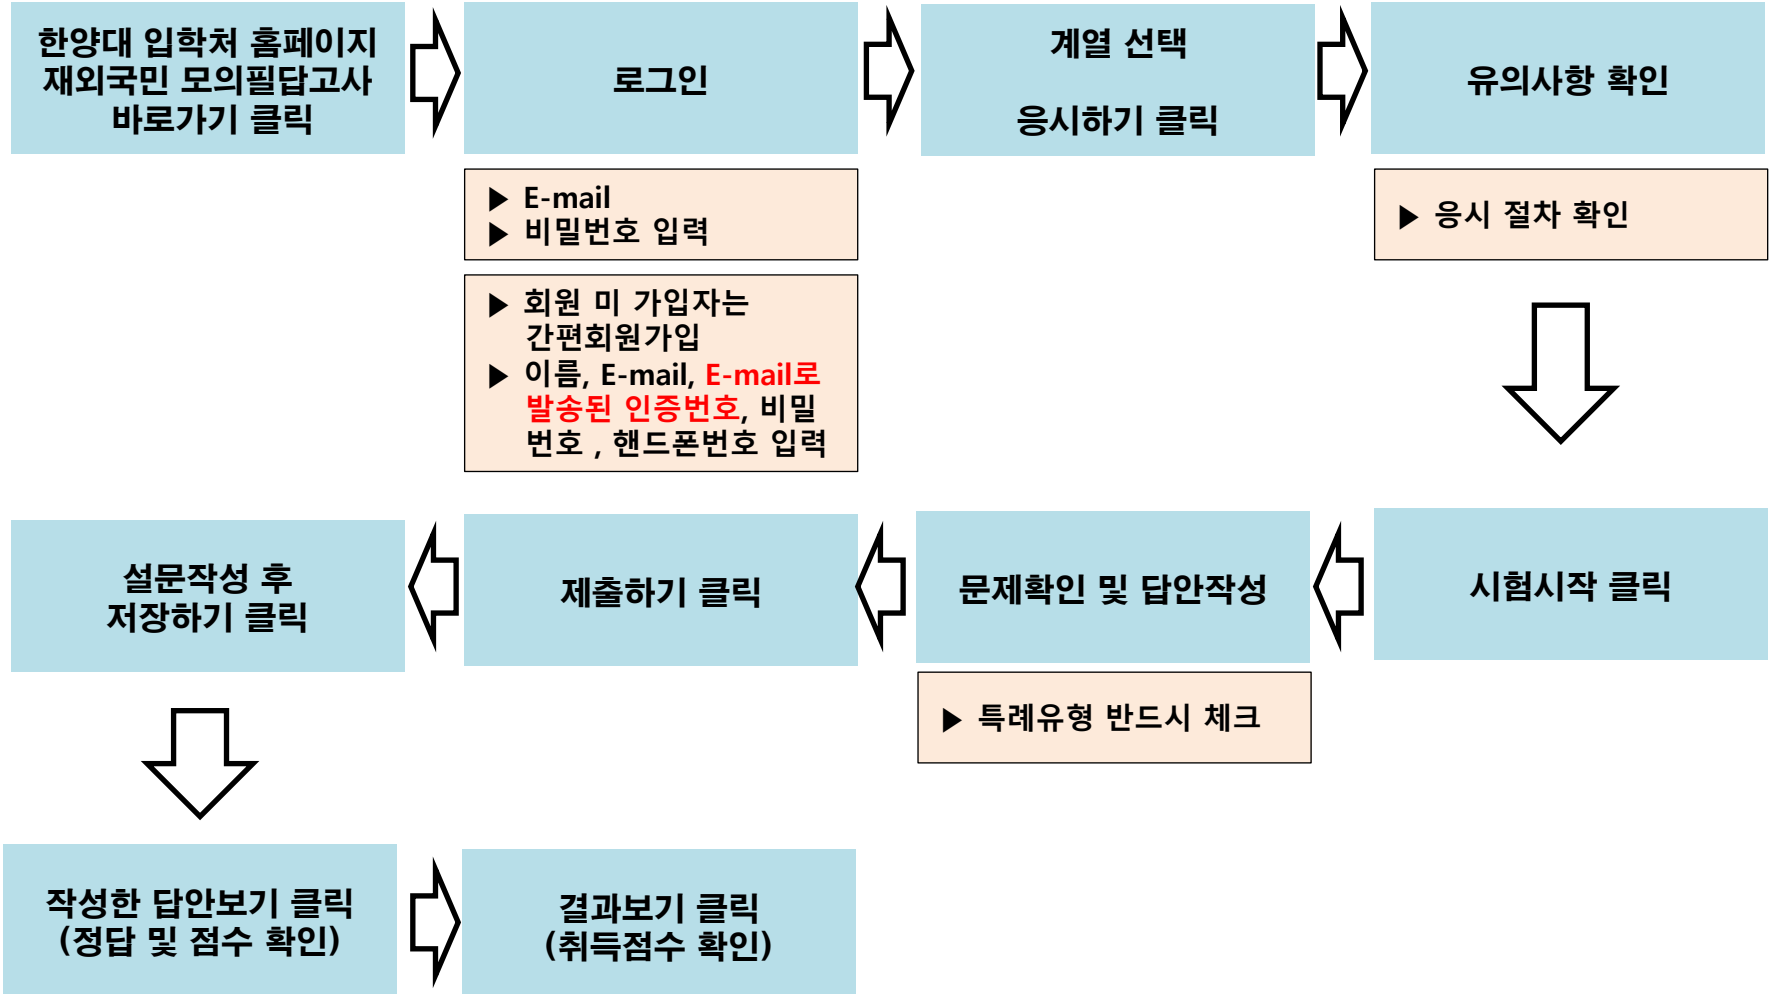 한양대 입학처 홈페이지
재외국민 모의필답고사
바로가기 클릭
로그인
▶ E-mail
▶ 비밀번호 입력
▶ 회원 미 가입자는
간편회원가입
▶ 이름, E-mail, E-mail로
발송된 인증번호, 비밀
번호 , 핸드폰번호 입력
계열 선택
응시하기 클릭
유의사항 확인
▶ 응시 절차 확인
시험시작 클릭
문제확인 및 답안작성
▶ 특례유형 반드시 체크
제출하기 클릭
설문작성 후
저장하기 클릭
작성한 답안보기 클릭
(정답 및 점수 확인)
결과보기 클릭
(취득점수 확인)